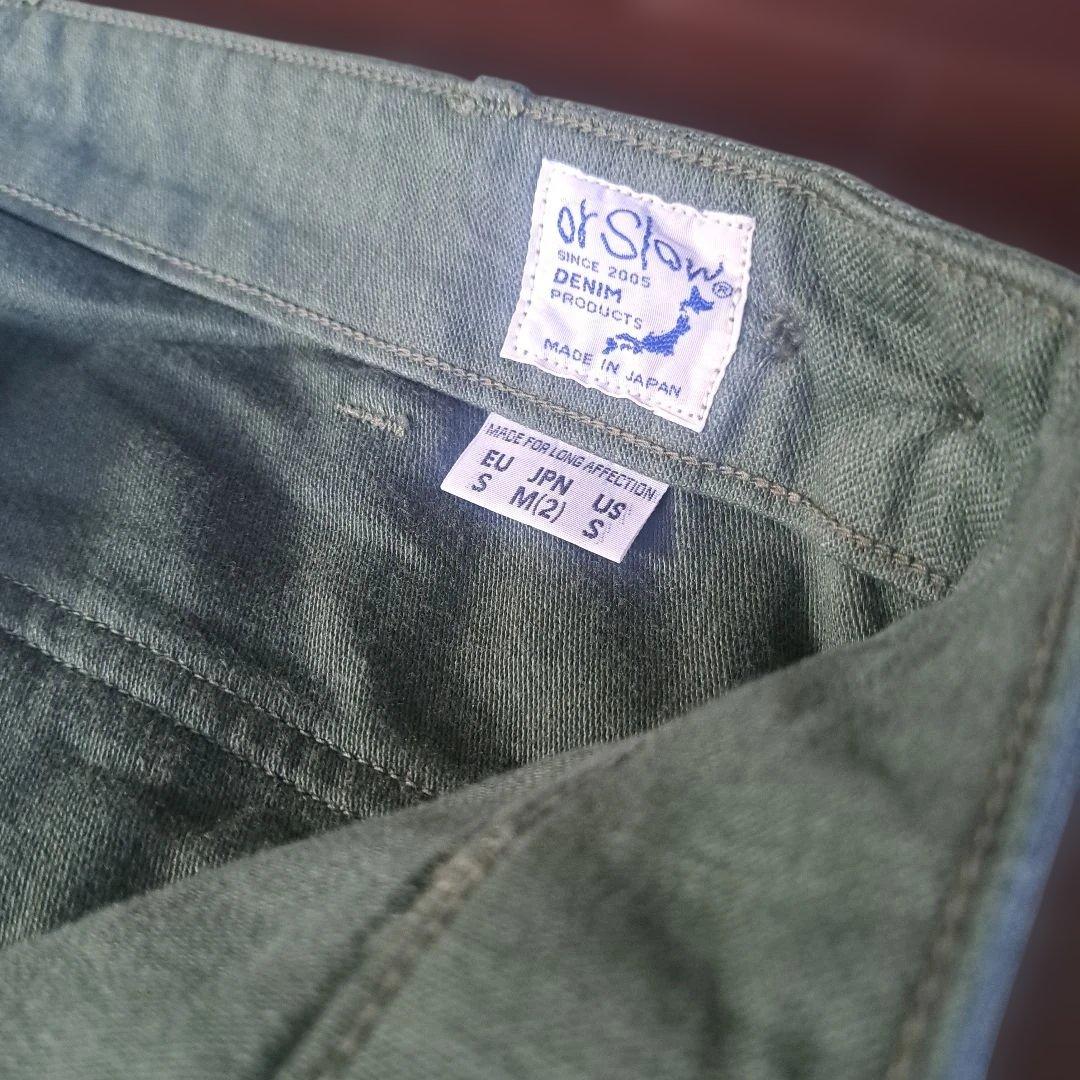 orSlow®
SINCE 2005
DENIM
PRODUCTS
MADE IN JAPAN
MADE FOR LONG AFFECTION
EU JPN US
S M(2) S